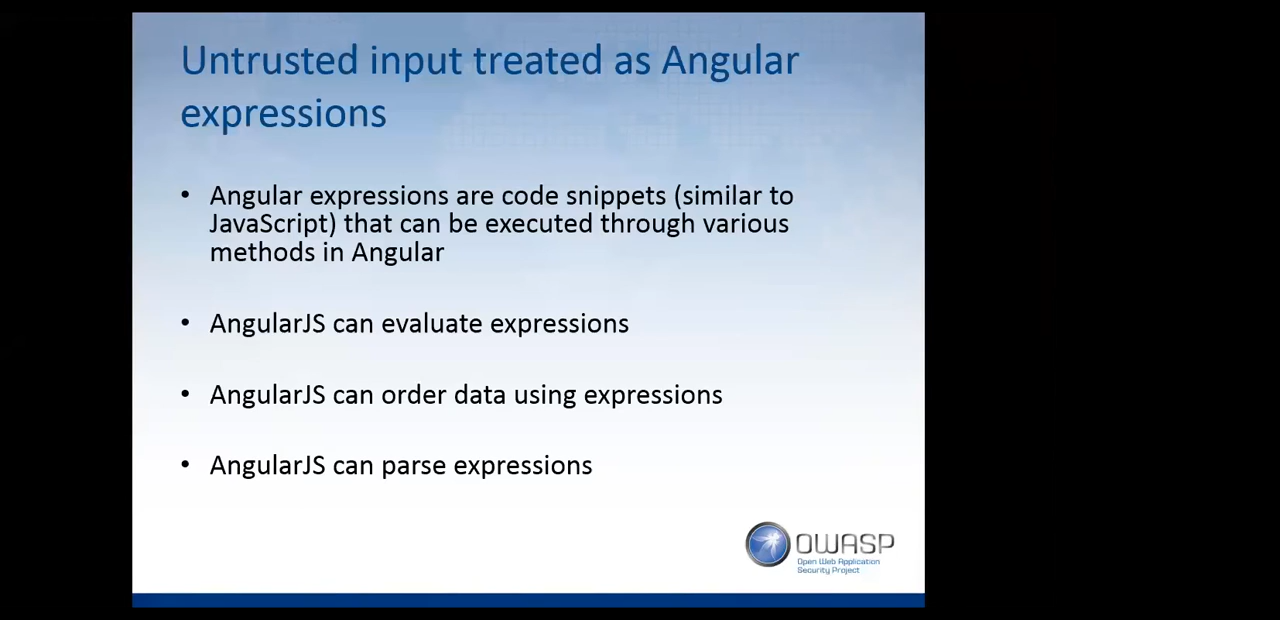 Untrusted input treated as Angular
expressions
• Angular expressions are code snippets (similar to
JavaScript) that can be executed through various
methods in Angular
• AngularJS can evaluate expressions
• AngularJS can order data using expressions
• AngularJS can parse expressions
OWASP
Open Web Application
Security Project